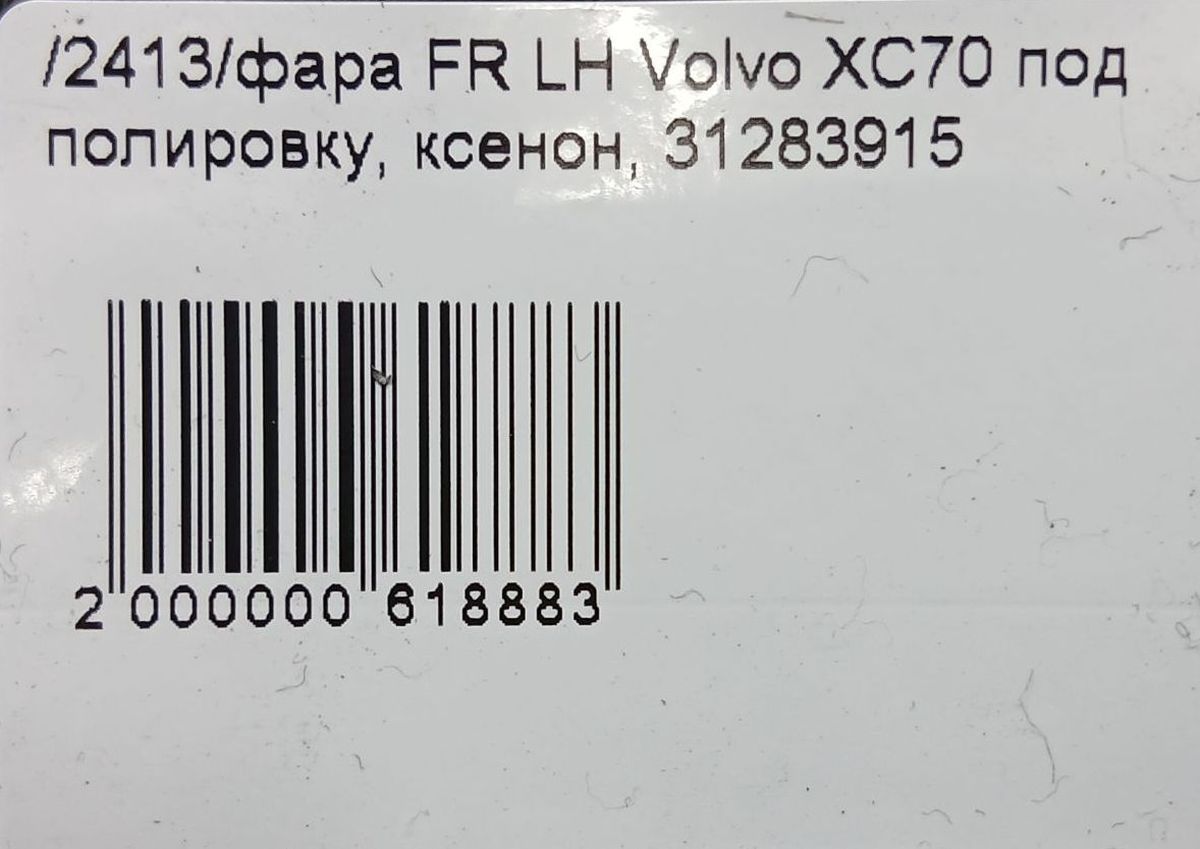 /2413/фара FR LH Volvo XC70 под
полировку, ксенон, 31283915
2 000000 618883